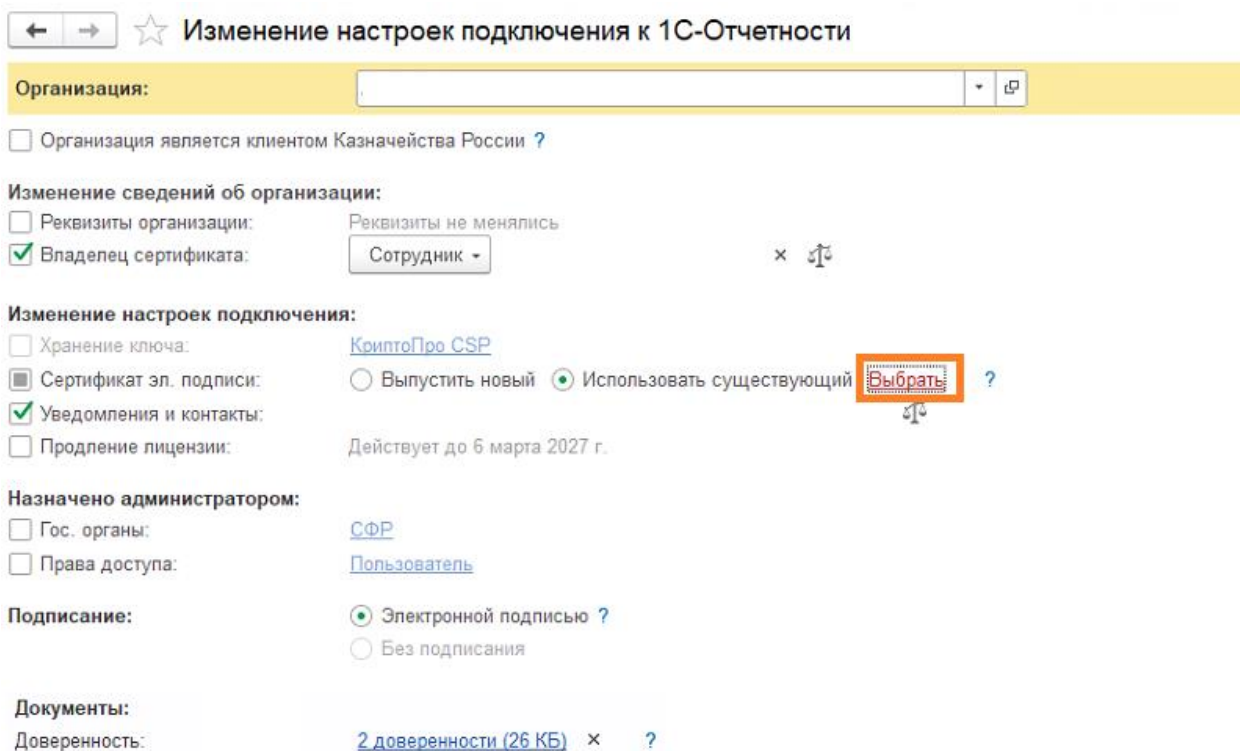 Изменение настроек подключения к 1С-Отчетности
Организация:
Организация является клиентом Казначейства России ?
Изменение сведений об организации:
Реквизиты организации: Реквизиты не менялись
Владелец сертификата: Сотрудник
Изменение настроек подключения:
Хранение ключа: КриптоПро CSP
Сертификат эл. подписи: Выпустить новый Использовать существующий Выбрать ?
Уведомления и контакты:
Продление лицензии: Действует до 6 марта 2027 г.
Назначено администратором:
Гос. органы: СФР
Права доступа: Пользователь
Подписание: Электронной подписью ?
Без подписания
Документы:
Доверенность: 2 доверенности (26 КБ) × ?